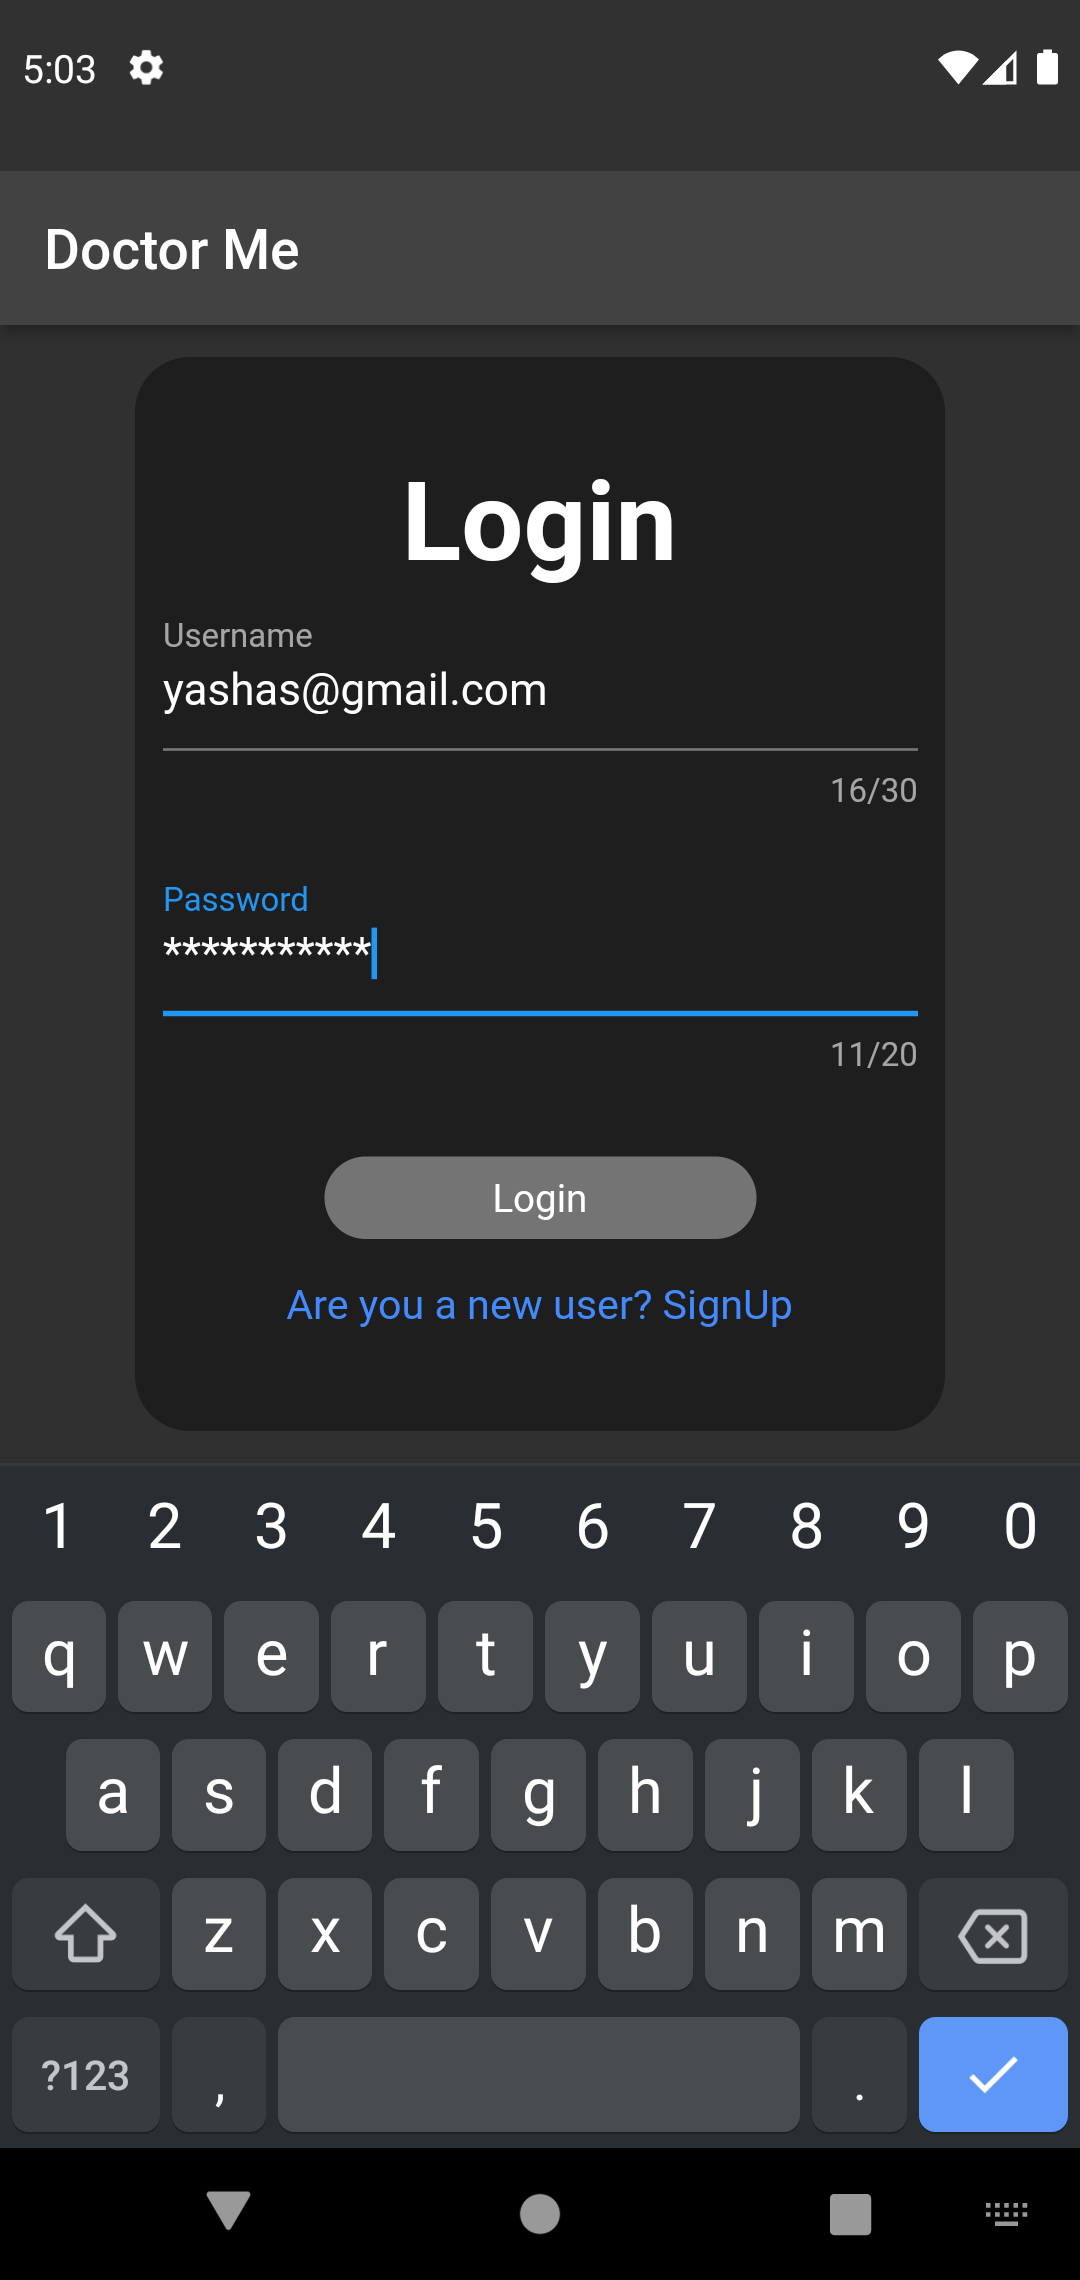 5:03
Doctor Me
Login
Username
yashas@gmail.com
16/30
Password
***********
11/20
Login
Are you a new user? SignUp
1 2 3 4 5 6 7 8 9 0
q w e r t y u i o p
a s d f g h j k l
z x c v b n m
?123 , .